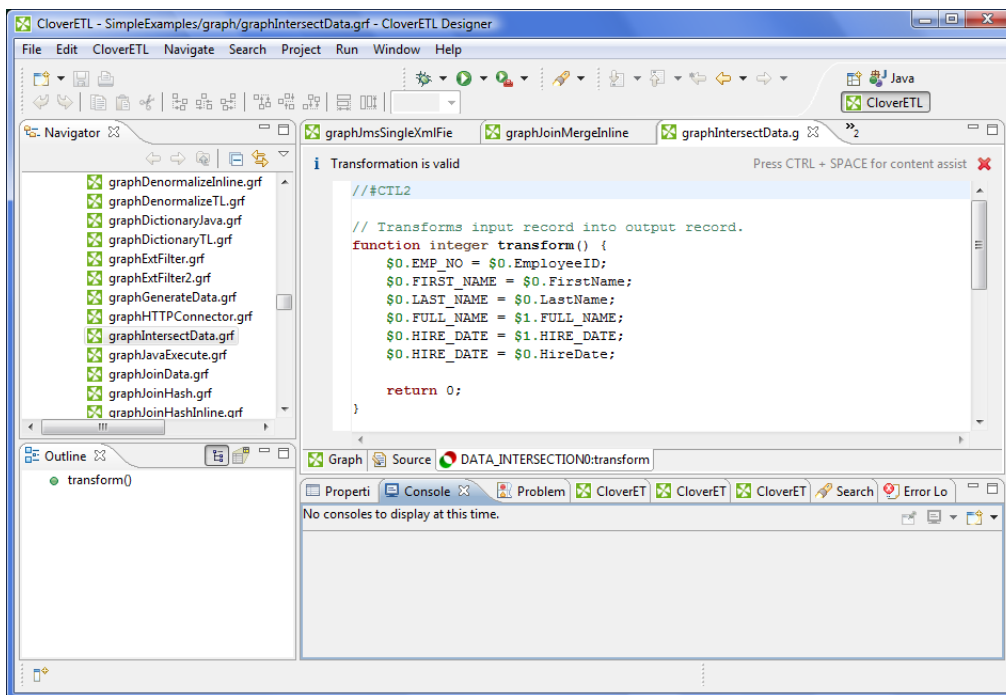 CloverETL - SimpleExamples/graph/graphIntersectData.grf - CloverETL Designer
File Edit CloverETL Navigate Search Project Run Window Help
Java
CloverETL
Navigator
graphDenormalizeInline.grf
graphDenormalizeTL.grf
graphDictionaryJava.grf
graphDictionaryTL.grf
graphExtFilter.grf
graphExtFilter2.grf
graphGenerateData.grf
graphHTTPConnector.grf
graphIntersectData.grf
graphJavaExecute.grf
graphJoinData.grf
graphJoinHash.grf
graphJoinHashInline.grf
Outline
transform()
graphJmsSingleXmlFie graphJoinMergeInline graphIntersectData.g »2
i Transformation is valid Press CTRL + SPACE for content assist
//#CTL2
// Transforms input record into output record.
function integer transform() {
$0.EMP_NO = $0.EmployeeID;
$0.FIRST_NAME = $0.FirstName;
$0.LAST_NAME = $0.LastName;
$0.FULL_NAME = $1.FULL_NAME;
$0.HIRE_DATE = $1.HIRE_DATE;
$0.HIRE_DATE = $0.HireDate;
return 0;
}
Graph Source DATA_INTERSECTION0:transform
Properti Console Problem CloverET CloverET CloverET Search Error Lo
No consoles to display at this time.